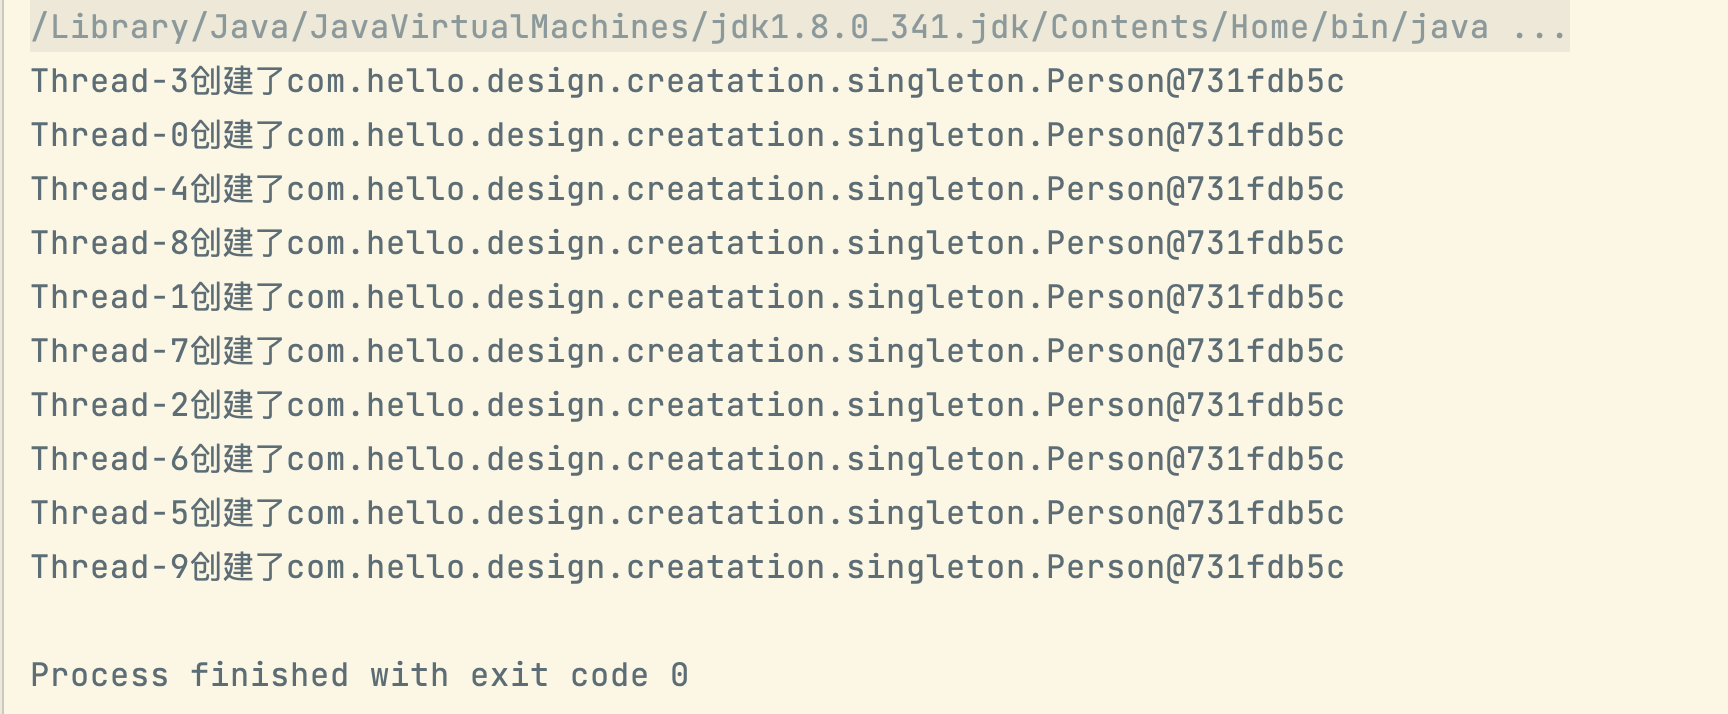 /Library/Java/JavaVirtualMachines/jdk1.8.0_341.jdk/Contents/Home/bin/java ...
Thread-3创建了com.hello.design.creatation.singleton.Person@731fdb5c
Thread-0创建了com.hello.design.creatation.singleton.Person@731fdb5c
Thread-4创建了com.hello.design.creatation.singleton.Person@731fdb5c
Thread-8创建了com.hello.design.creatation.singleton.Person@731fdb5c
Thread-1创建了com.hello.design.creatation.singleton.Person@731fdb5c
Thread-7创建了com.hello.design.creatation.singleton.Person@731fdb5c
Thread-2创建了com.hello.design.creatation.singleton.Person@731fdb5c
Thread-6创建了com.hello.design.creatation.singleton.Person@731fdb5c
Thread-5创建了com.hello.design.creatation.singleton.Person@731fdb5c
Thread-9创建了com.hello.design.creatation.singleton.Person@731fdb5c
Process finished with exit code 0